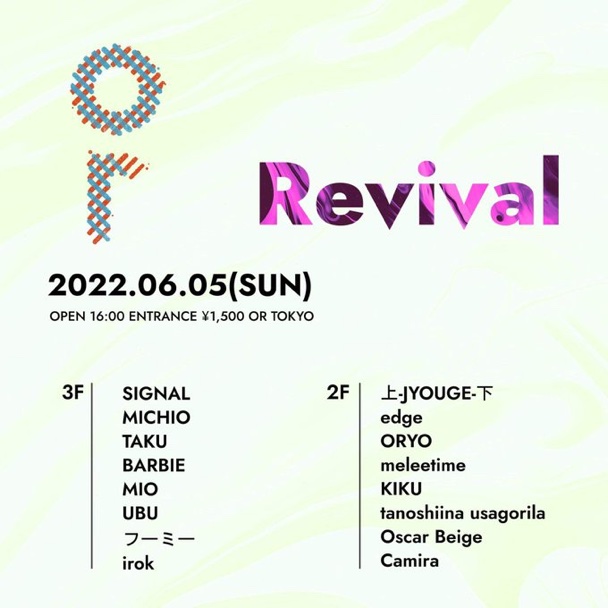 or
Revival
2022.06.05(SUN)
OPEN 16:00 ENTRANCE ¥1,500 OR TOKYO
3F
SIGNAL
MICHIO
TAKU
BARBIE
MIO
UBU
フーミー
irok
2F
上-JYOUGE-下
edge
ORYO
meleetime
KIKU
tanoshiina usagorila
Oscar Beige
Camira